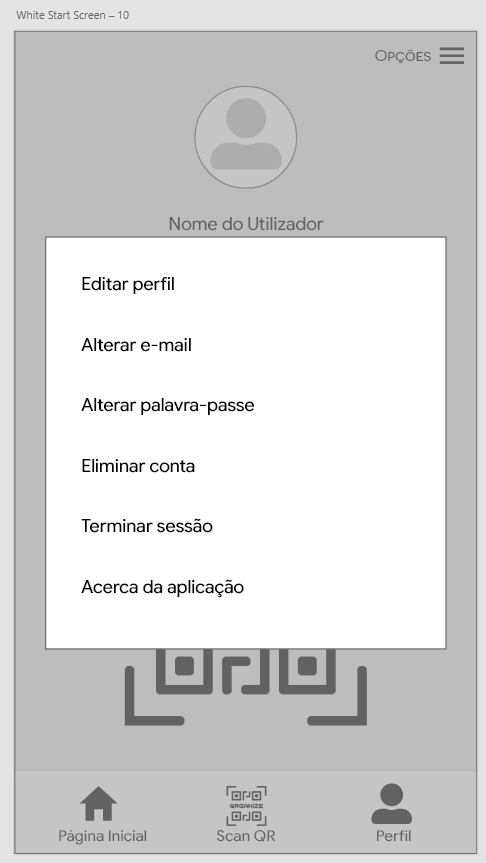 White Start Screen – 10
OPÇÕES
Nome do Utilizador
Editar perfil
Alterar e-mail
Alterar palavra-passe
Eliminar conta
Terminar sessão
Acerca da aplicação
ORGANIZE
Página Inicial
Scan QR
Perfil